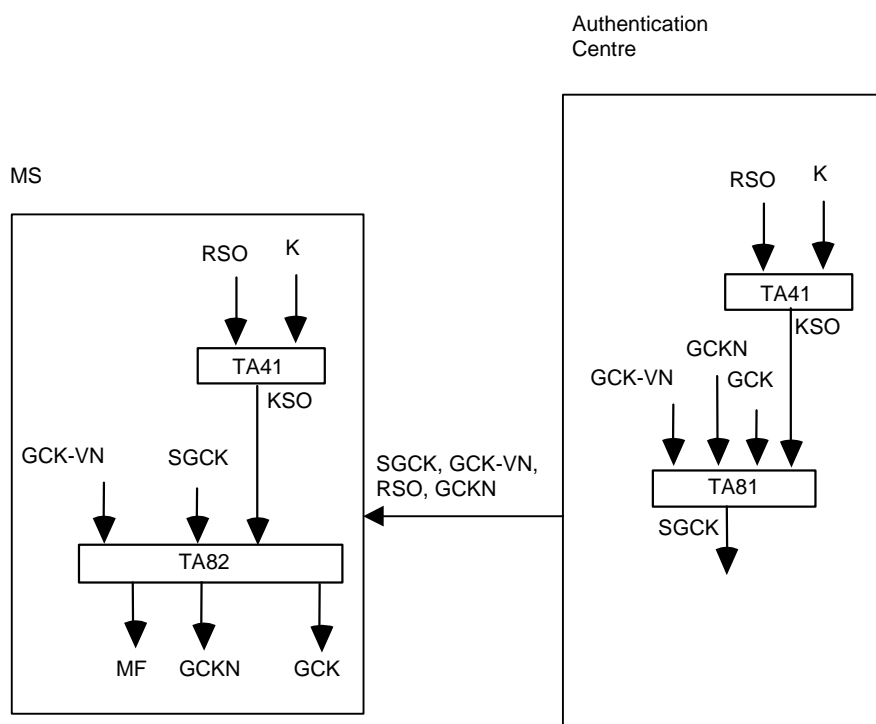 Authentication
Centre
MS
RSO
K
TA41
KSO
GCK-VN
SGCK
TA82
MF
GCKN
GCK
SGCK, GCK-VN,
RSO, GCKN
RSO
K
TA41
KSO
GCKN
GCK-VN
GCK
TA81
SGCK